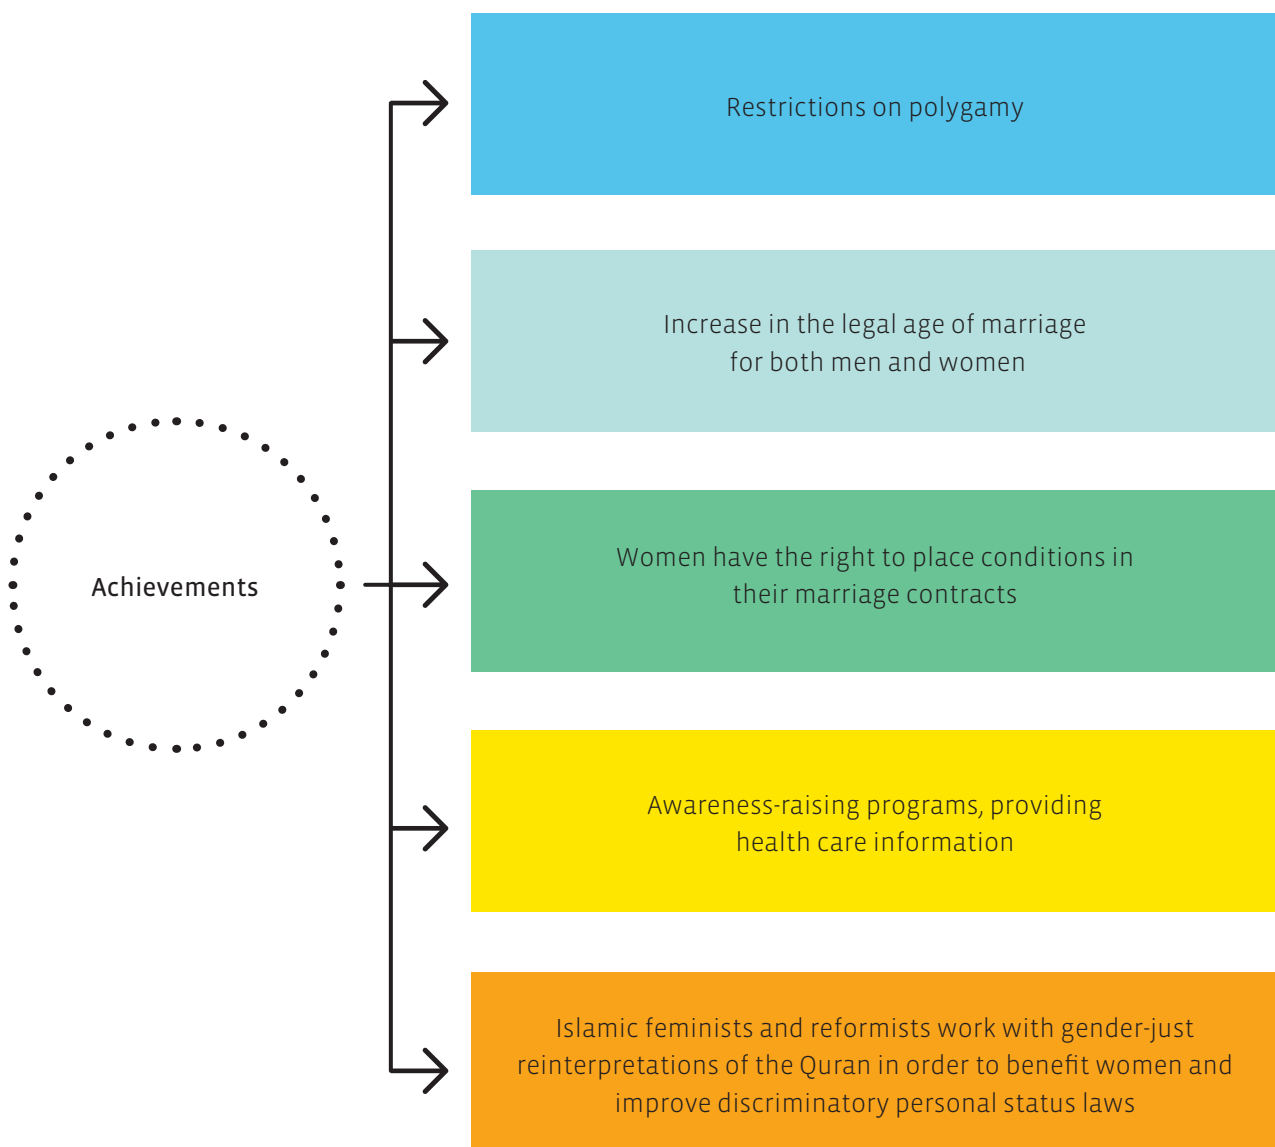 Restrictions on polygamy
Increase in the legal age of marriage
for both men and women
Achievements
Women have the right to place conditions in
their marriage contracts
Awareness-raising programs, providing
health care information
Islamic feminists and reformists work with gender-just
reinterpretations of the Quran in order to benefit women and
improve discriminatory personal status laws